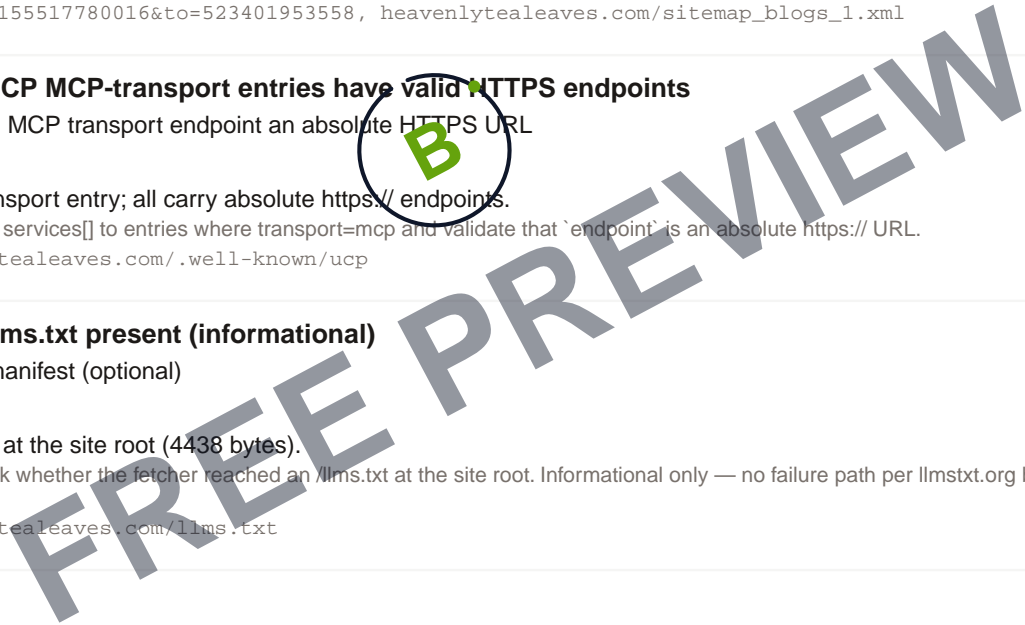 155517780016&to=523401953558, heavenlytealeaves.com/sitemap_blogs_1.xml
CP MCP-transport entries have valid HTTPS endpoints
MCP transport endpoint an absolute HTTPS URL
B
nsport entry; all carry absolute https:// endpoints.
services[] to entries where transport=mcp and validate that `endpoint` is an absolute https:// URL.
tealeaves.com/.well-known/ucp
lms.txt present (informational)
manifest (optional)
at the site root (4438 bytes).
k whether the fetcher reached an /llms.txt at the site root. Informational only — no failure path per llmstxt.org
tealeaves.com/llms.txt
FREE PREVIEW